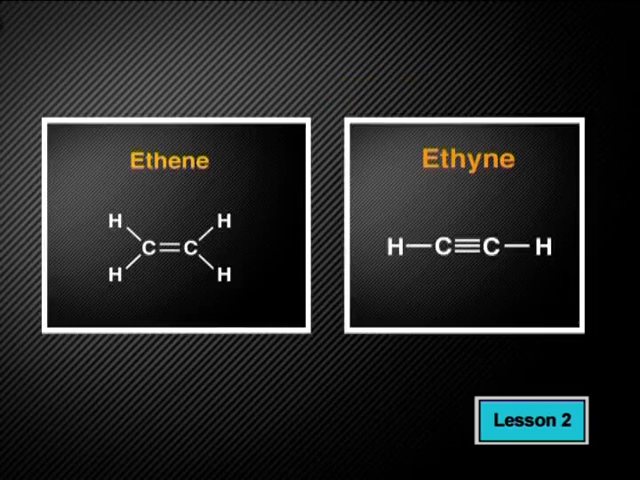 Ethene
H H
C=C
H H
Ethyne
H—C≡C—H
Lesson 2